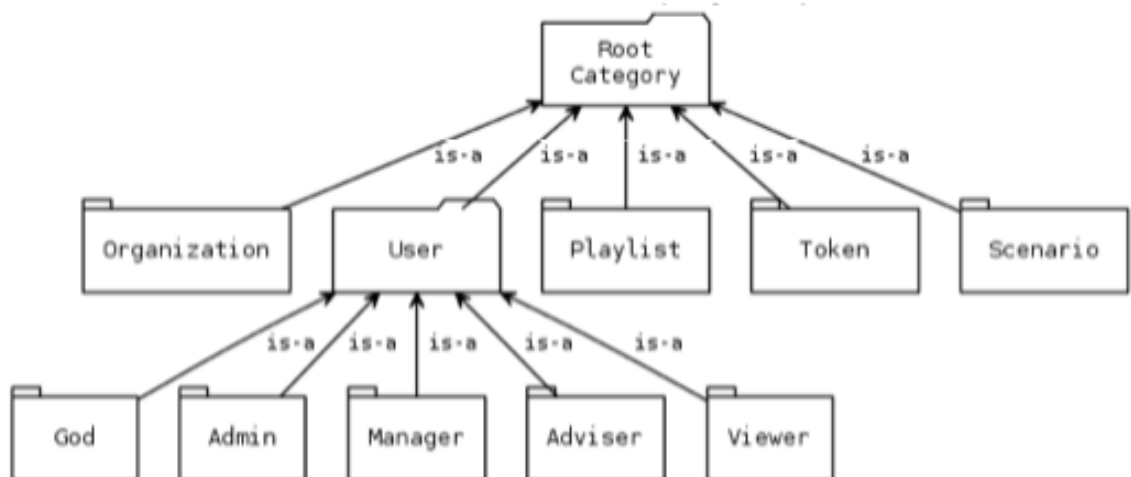 Root
Category
is-a
is-a
is-a
is-a
is-a
Organization
User
Playlist
Token
Scenario
is-a
is-a
is-a
is-a
is-a
God
Admin
Manager
Adviser
Viewer